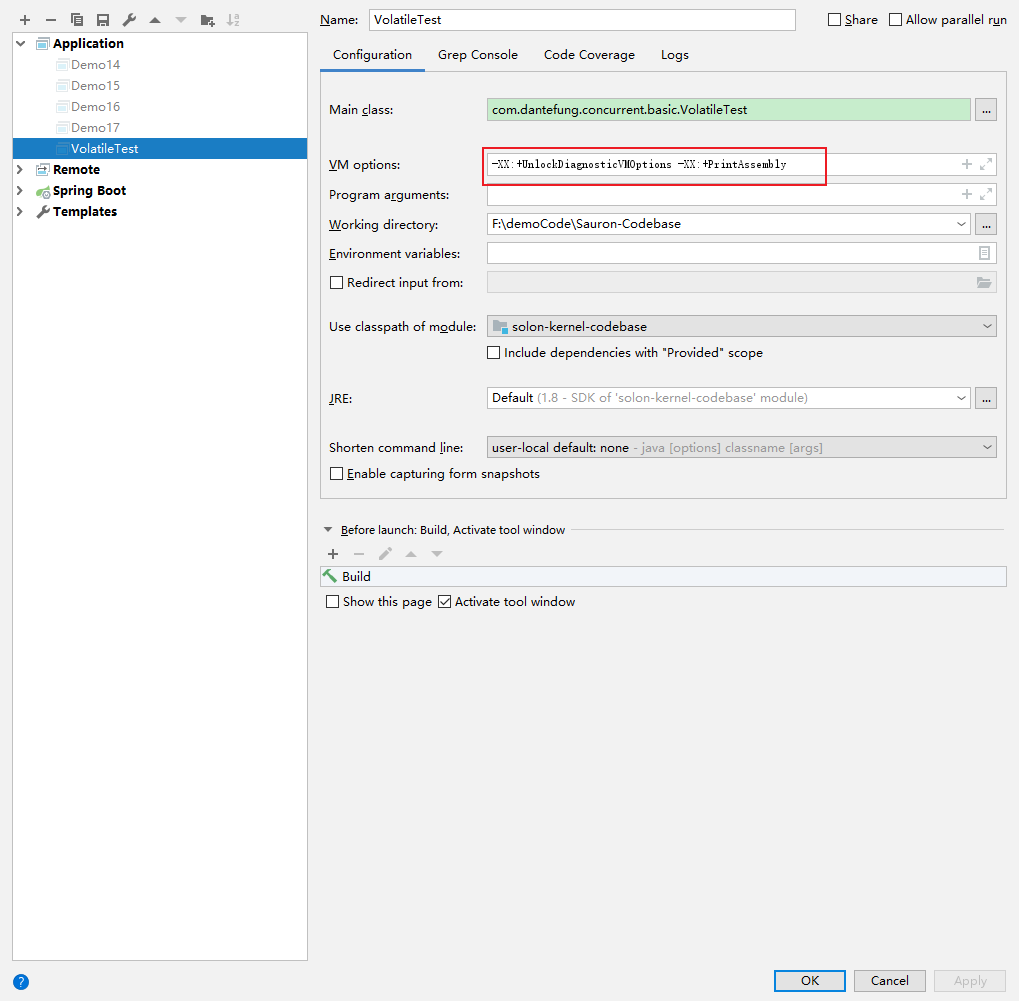 Name: VolatileTest Share Allow parallel run
Application
Demo14
Demo15
Demo16
Demo17
VolatileTest
Remote
Spring Boot
Templates
Configuration Grep Console Code Coverage Logs
Main class: com.dantefung.concurrent.basic.VolatileTest ...
VM options: -XX:+UnlockDiagnosticVMOptions -XX:+PrintAssembly
Program arguments:
Working directory: F:\demoCode\Sauron-Codebase ...
Environment variables:
Redirect input from:
Use classpath of module: solon-kernel-codebase
Include dependencies with "Provided" scope
JRE: Default (1.8 - SDK of 'solon-kernel-codebase' module) ...
Shorten command line: user-local default: none - java [options] classname [args]
Enable capturing form snapshots
Before launch: Build, Activate tool window
Build
Show this page Activate tool window
? OK Cancel Apply